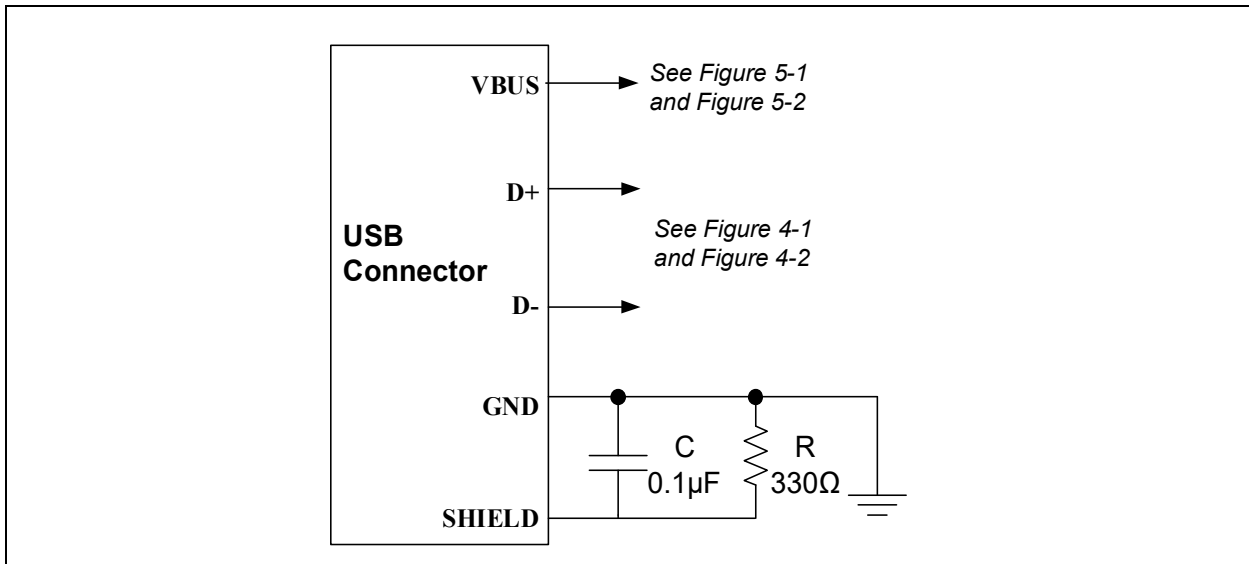 VBUS
See Figure 5-1
and Figure 5-2
D+
USB
Connector
See Figure 4-1
and Figure 4-2
D-
GND
C
0.1µF
R
330Ω
SHIELD